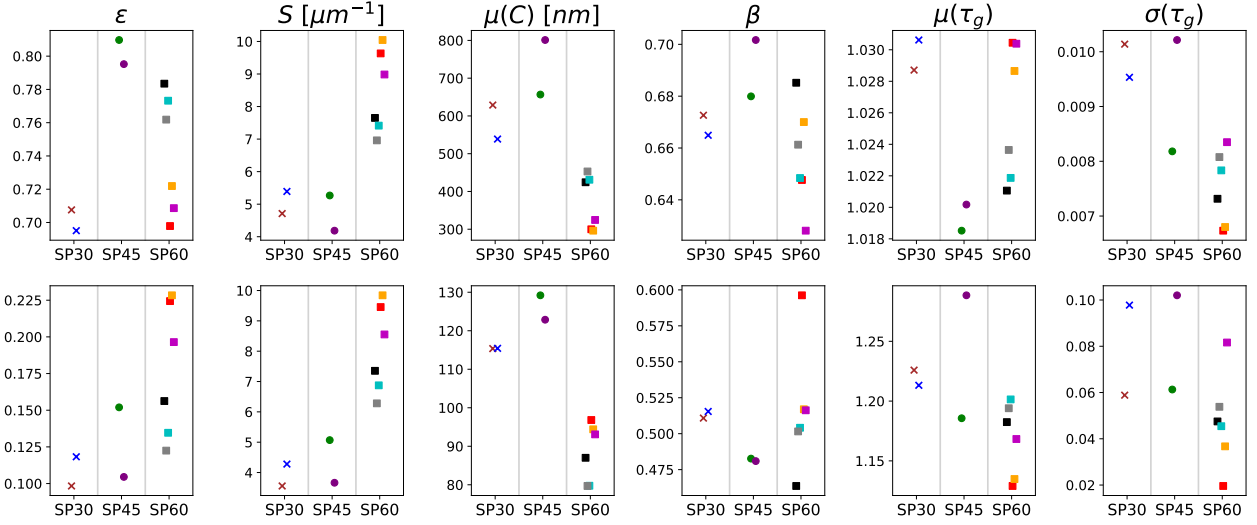 ε S [μm⁻¹] μ(C) [nm] β μ(τ_g) σ(τ_g)
0.80 0.78 0.76 0.74 0.72 0.70
10 9 8 7 6 5 4
800 700 600 500 400 300
0.70 0.68 0.66 0.64
1.030 1.028 1.026 1.024 1.022 1.020 1.018
0.010 0.009 0.008 0.007
SP30 SP45 SP60 SP30 SP45 SP60 SP30 SP45 SP60 SP30 SP45 SP60 SP30 SP45 SP60 SP30 SP45 SP60
0.225 0.200 0.175 0.150 0.125 0.100
10 9 8 7 6 5 4
130 120 110 100 90 80
0.600 0.575 0.550 0.525 0.500 0.475
1.25 1.20 1.15
0.10 0.08 0.06 0.04 0.02
SP30 SP45 SP60 SP30 SP45 SP60 SP30 SP45 SP60 SP30 SP45 SP60 SP30 SP45 SP60 SP30 SP45 SP60